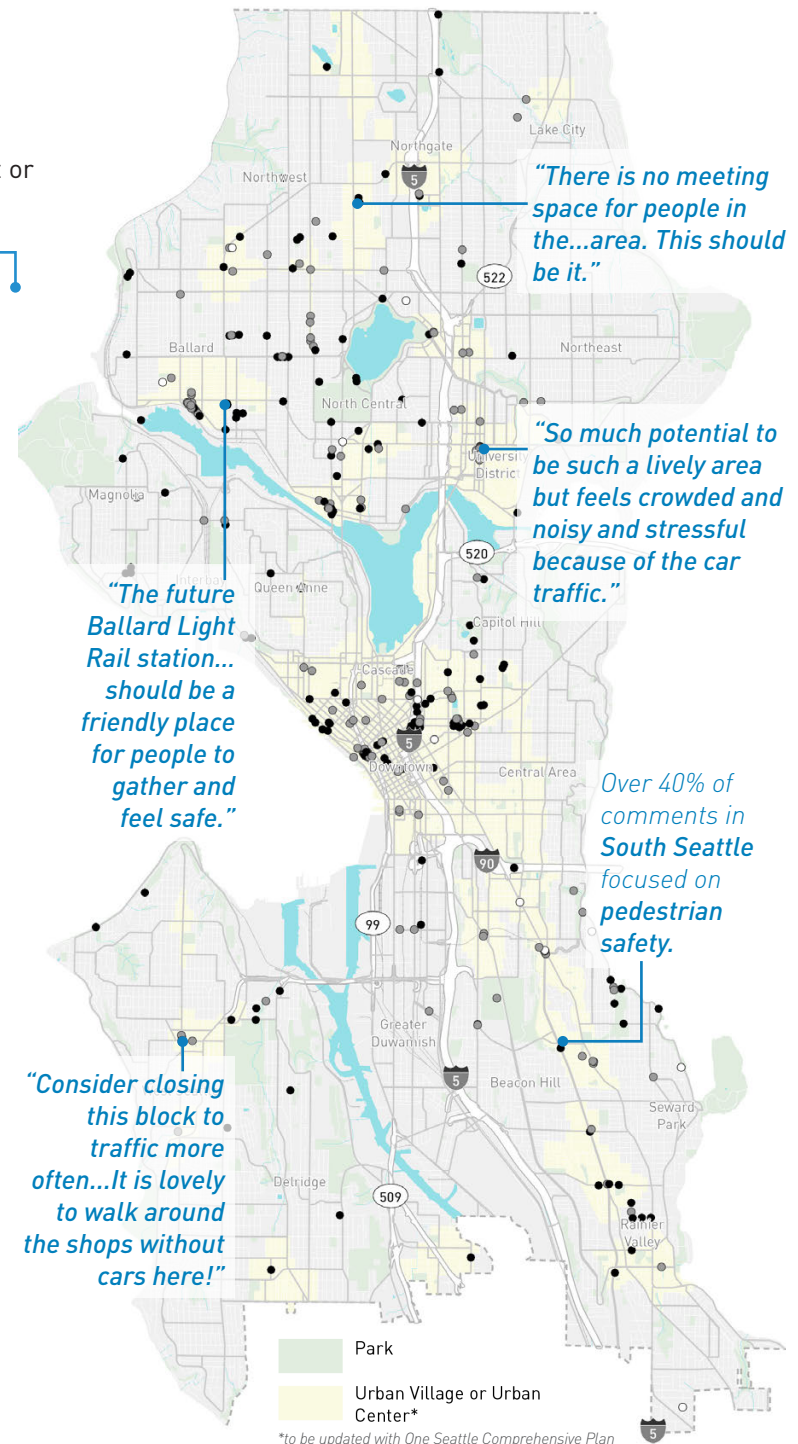 or
Lake City
Northgate
Northwest
5
"There is no meeting
space for people in
the...area. This should
be it."
522
Ballard
Northeast
North Central
"So much potential to
be such a lively area
but feels crowded and
noisy and stressful
because of the car
traffic."
University
District
Magnolia
520
Interbay
Queen Anne
"The future
Ballard Light
Rail station...
should be a
friendly place
for people to
gather and
feel safe."
Capitol Hill
Cascade
5
Downtown
Central Area
Over 40% of
comments in
South Seattle
focused on
pedestrian
safety.
90
99
Greater
Duwamish
5
Beacon Hill
Seward
Park
"Consider closing
this block to
traffic more
often...It is lovely
to walk around
the shops without
cars here!"
Delridge
509
Rainier
Valley
Park
Urban Village or Urban
Center*
*to be updated with One Seattle Comprehensive Plan
5